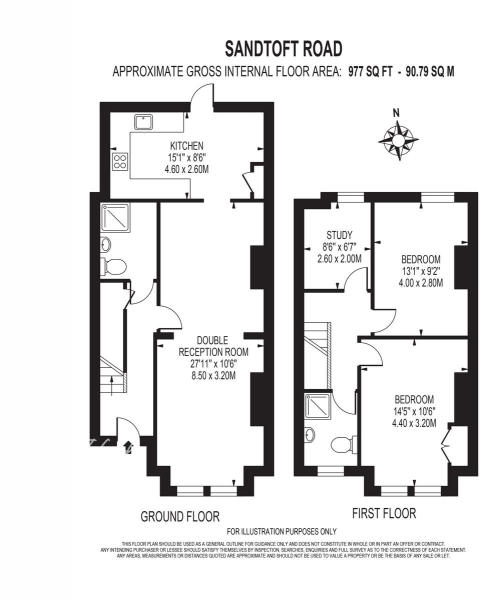 SANDTOFT ROAD
APPROXIMATE GROSS INTERNAL FLOOR AREA: 977 SQ FT - 90.79 SQ M
N
KITCHEN
15'1" x 8'6"
4.60 x 2.60M
STUDY
8'6" x 6'7"
2.60 x 2.00M
BEDROOM
13'1" x 9'2"
4.00 x 2.80M
DOUBLE
RECEPTION ROOM
27'11" x 10'6"
8.50 x 3.20M
BEDROOM
14'5" x 10'6"
4.40 x 3.20M
GROUND FLOOR
FIRST FLOOR
FOR ILLUSTRATION PURPOSES ONLY
THIS FLOOR PLAN SHOULD BE USED AS A GENERAL OUTLINE FOR GUIDANCE ONLY AND DOES NOT CONSTITUTE IN WHOLE OR IN PART AN OFFER OR CONTRACT.
ANY INTENDING PURCHASER OR LESSEE SHOULD SATISFY THEMSELVES BY INSPECTION, SEARCHES, ENQUIRIES AND FULL SURVEY AS TO THE CORRECTNESS OF EACH STATEMENT.
ANY AREAS, MEASUREMENTS OR DISTANCES QUOTED ARE APPROXIMATE AND SHOULD NOT BE USED TO VALUE A PROPERTY OR BE THE BASIS OF ANY SALE OR LET.